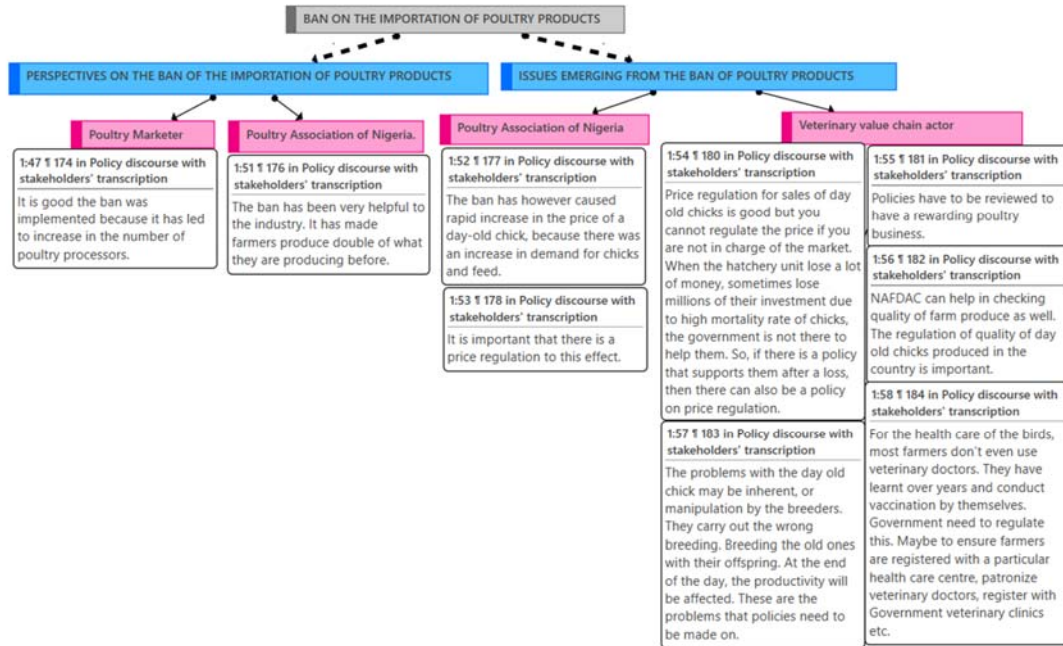 BAN ON THE IMPORTATION OF POULTRY PRODUCTS
PERSPECTIVES ON THE BAN OF THE IMPORTATION OF POULTRY PRODUCTS
ISSUES EMERGING FROM THE BAN OF POULTRY PRODUCTS
Poultry Marketer
1:47 ¶ 174 in Policy discourse with
stakeholders' transcription
It is good the ban was
implemented because it has led
to increase in the number of
poultry processors.
Poultry Association of Nigeria.
1:51 ¶ 176 in Policy discourse with
stakeholders' transcription
The ban has been very helpful to
the industry. It has made
farmers produce double of what
they are producing before.
Poultry Association of Nigeria
1:52 ¶ 177 in Policy discourse with
stakeholders' transcription
The ban has however caused
rapid increase in the price of a
day-old chick, because there was
an increase in demand for chicks
and feed.
1:53 ¶ 178 in Policy discourse with
stakeholders' transcription
It is important that there is a
price regulation to this effect.
Veterinary value chain actor
1:54 ¶ 180 in Policy discourse with
stakeholders' transcription
Price regulation for sales of day
old chicks is good but you
cannot regulate the price if you
are not in charge of the market.
When the hatchery unit lose a lot
of money, sometimes lose
millions of their investment due
to high mortality rate of chicks,
the government is not there to
help them. So, if there is a policy
that supports them after a loss,
then there can also be a policy
on price regulation.
1:57 ¶ 183 in Policy discourse with
stakeholders' transcription
The problems with the day old
chick may be inherent, or
manipulation by the breeders.
They carry out the wrong
breeding. Breeding the old ones
with their offspring. At the end
of the day, the productivity will
be affected. These are the
problems that policies need to
be made on.
1:55 ¶ 181 in Policy discourse with
stakeholders' transcription
Policies have to be reviewed to
have a rewarding poultry
business.
1:56 ¶ 182 in Policy discourse with
stakeholders' transcription
NAFDAC can help in checking
quality of farm produce as well.
The regulation of quality of day
old chicks produced in the
country is important.
1:58 ¶ 184 in Policy discourse with
stakeholders' transcription
For the health care of the birds,
most farmers don't even use
veterinary doctors. They have
learnt over years and conduct
vaccination by themselves.
Government need to regulate
this. Maybe to ensure farmers
are registered with a particular
health care centre, patronize
veterinary doctors, register with
Government veterinary clinics
etc.